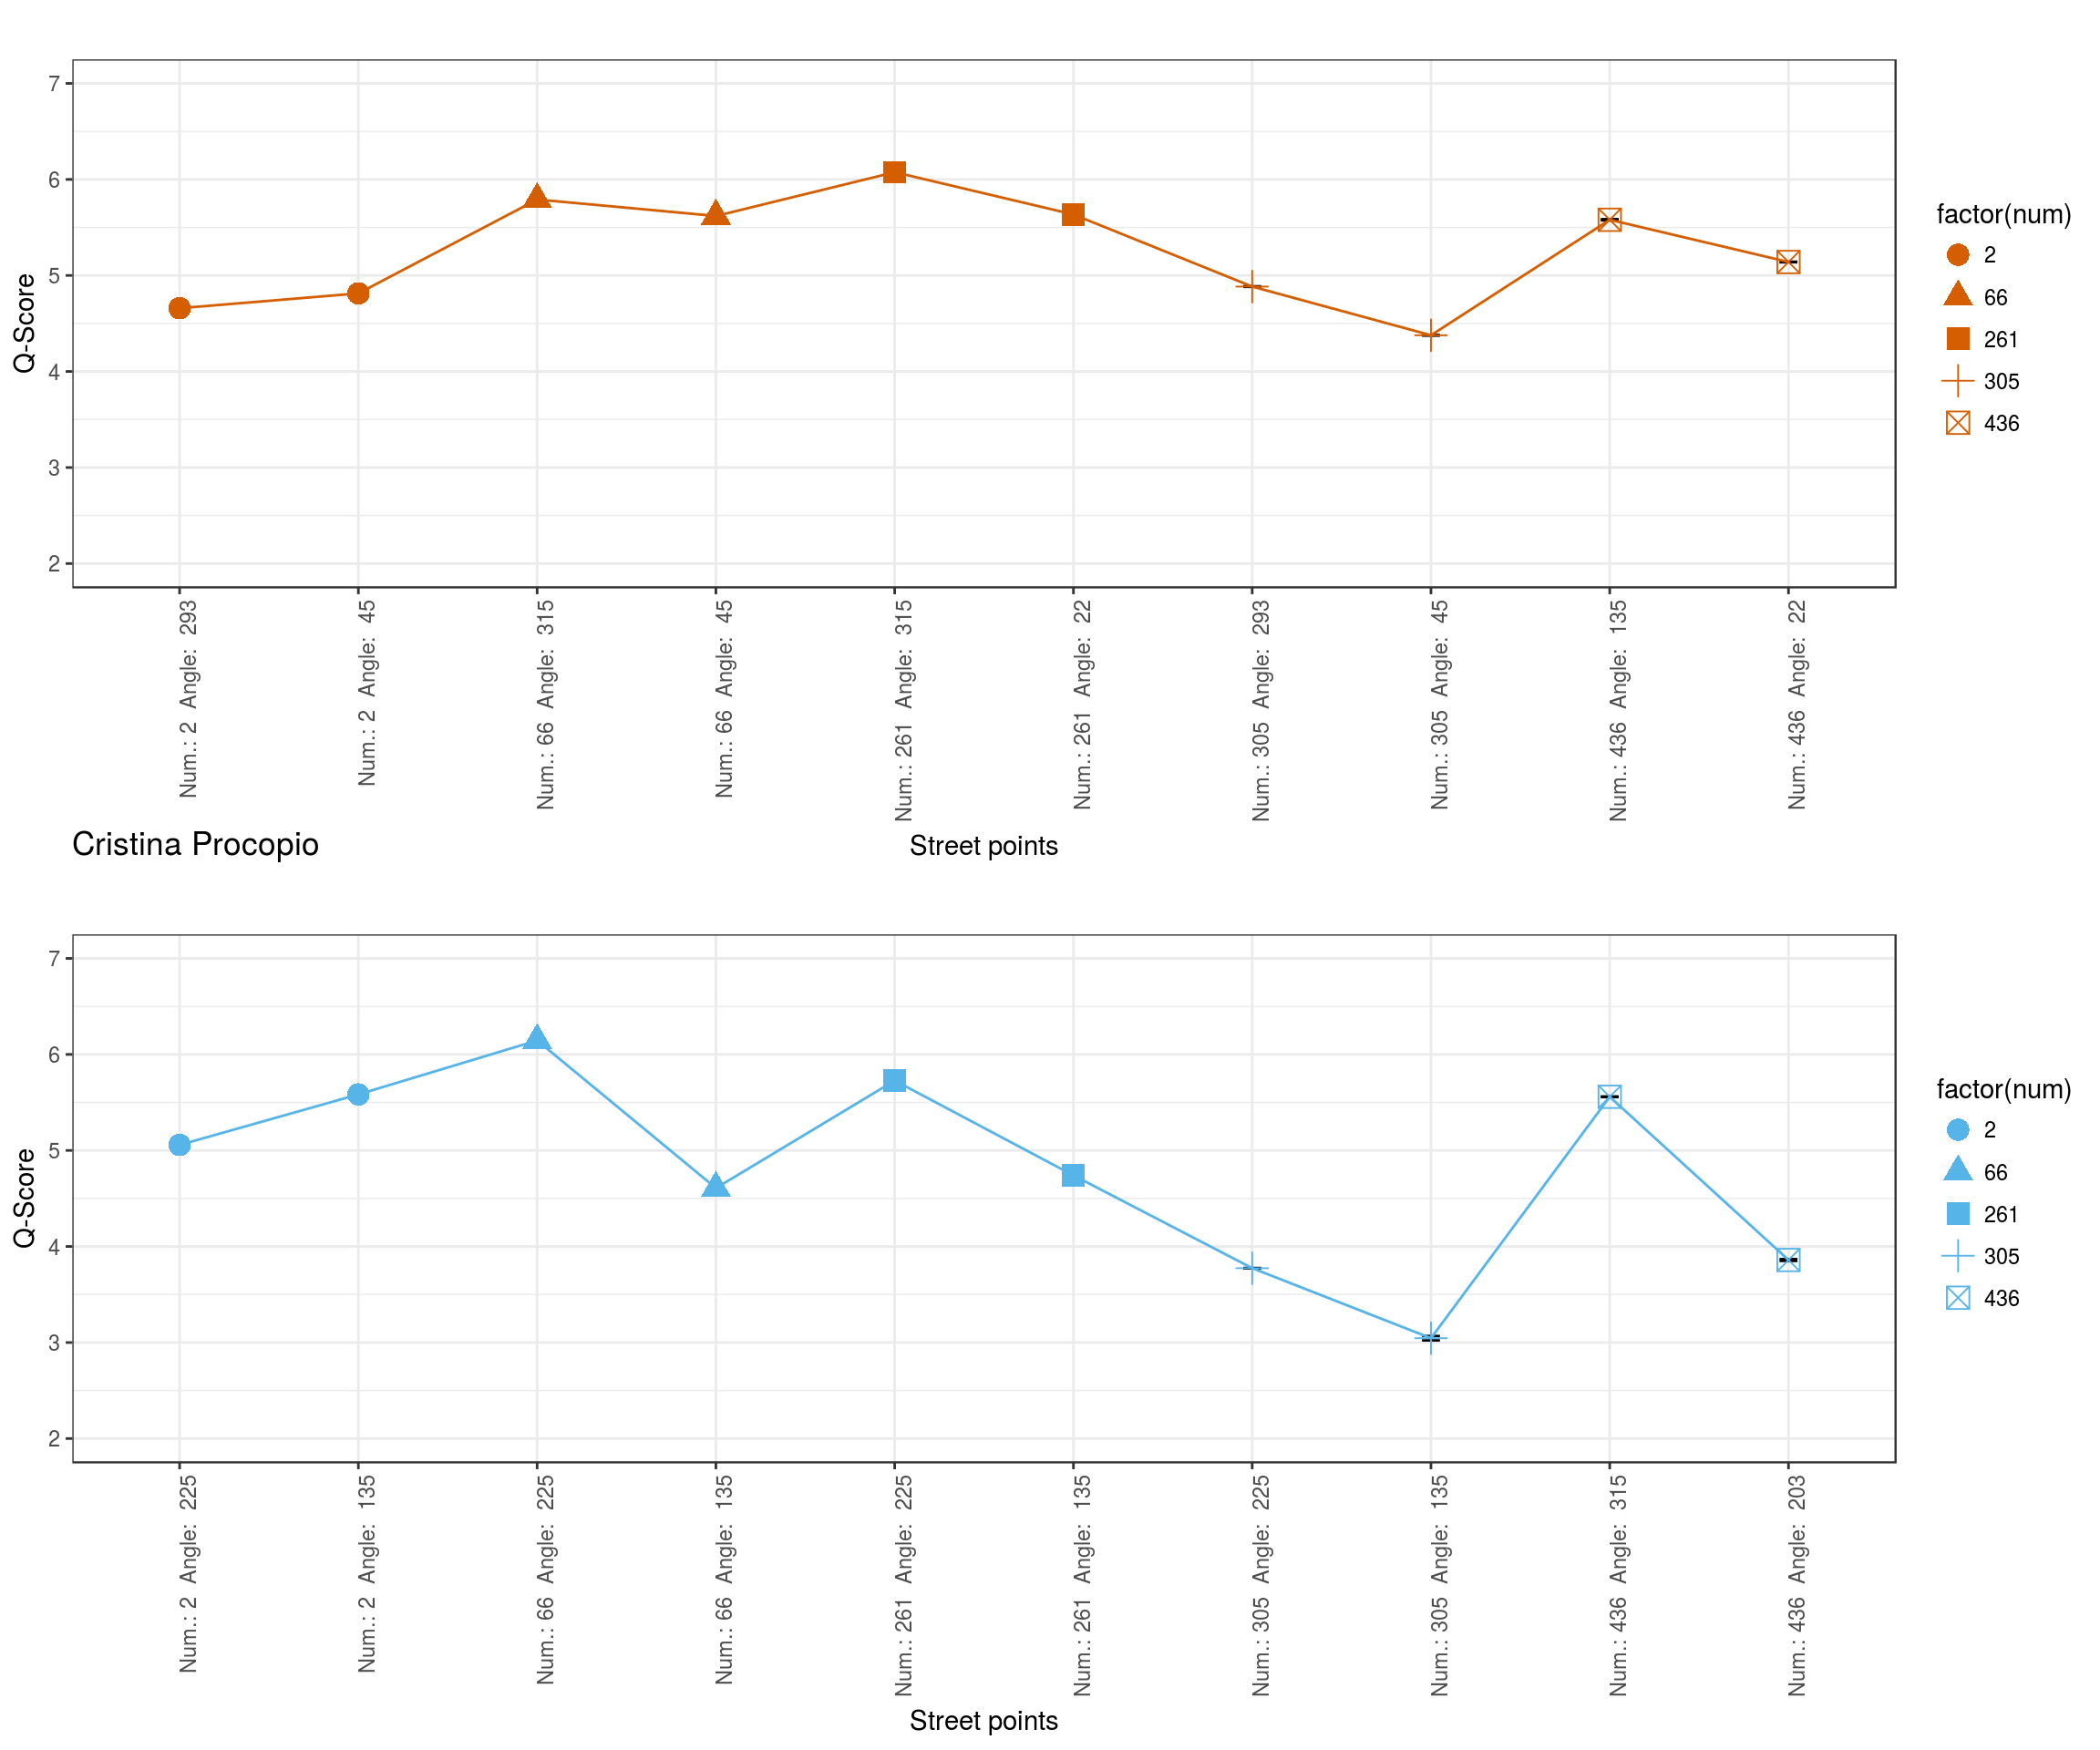 7
6
5
4
3
2
Q-Score
Num.: 2 Angle: 293
Num.: 2 Angle: 45
Num.: 66 Angle: 315
Num.: 66 Angle: 45
Num.: 261 Angle: 315
Num.: 261 Angle: 22
Num.: 305 Angle: 293
Num.: 305 Angle: 45
Num.: 436 Angle: 135
Num.: 436 Angle: 22
Street points
factor(num)
2
66
261
305
436
Cristina Procopio
7
6
5
4
3
2
Q-Score
Num.: 2 Angle: 225
Num.: 2 Angle: 135
Num.: 66 Angle: 225
Num.: 66 Angle: 135
Num.: 261 Angle: 225
Num.: 261 Angle: 135
Num.: 305 Angle: 225
Num.: 305 Angle: 135
Num.: 436 Angle: 315
Num.: 436 Angle: 203
Street points
factor(num)
2
66
261
305
436